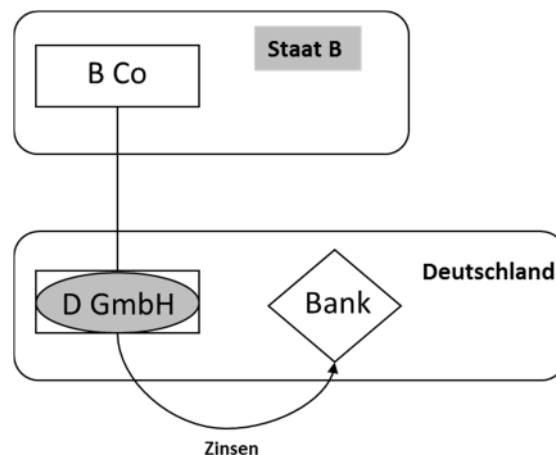 Staat B
B Co
Deutschland
D GmbH
Bank
Zinsen